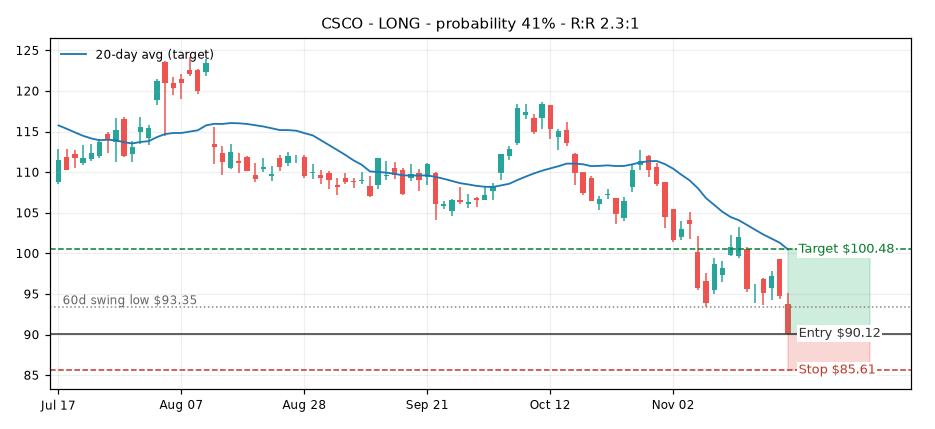 CSCO - LONG - probability 41% - R:R 2.3:1
20-day avg (target)
125
120
115
110
105
100
95
90
85
Target $100.48
60d swing low $93.35
Entry $90.12
Stop $85.61
Jul 17
Aug 07
Aug 28
Sep 21
Oct 12
Nov 02